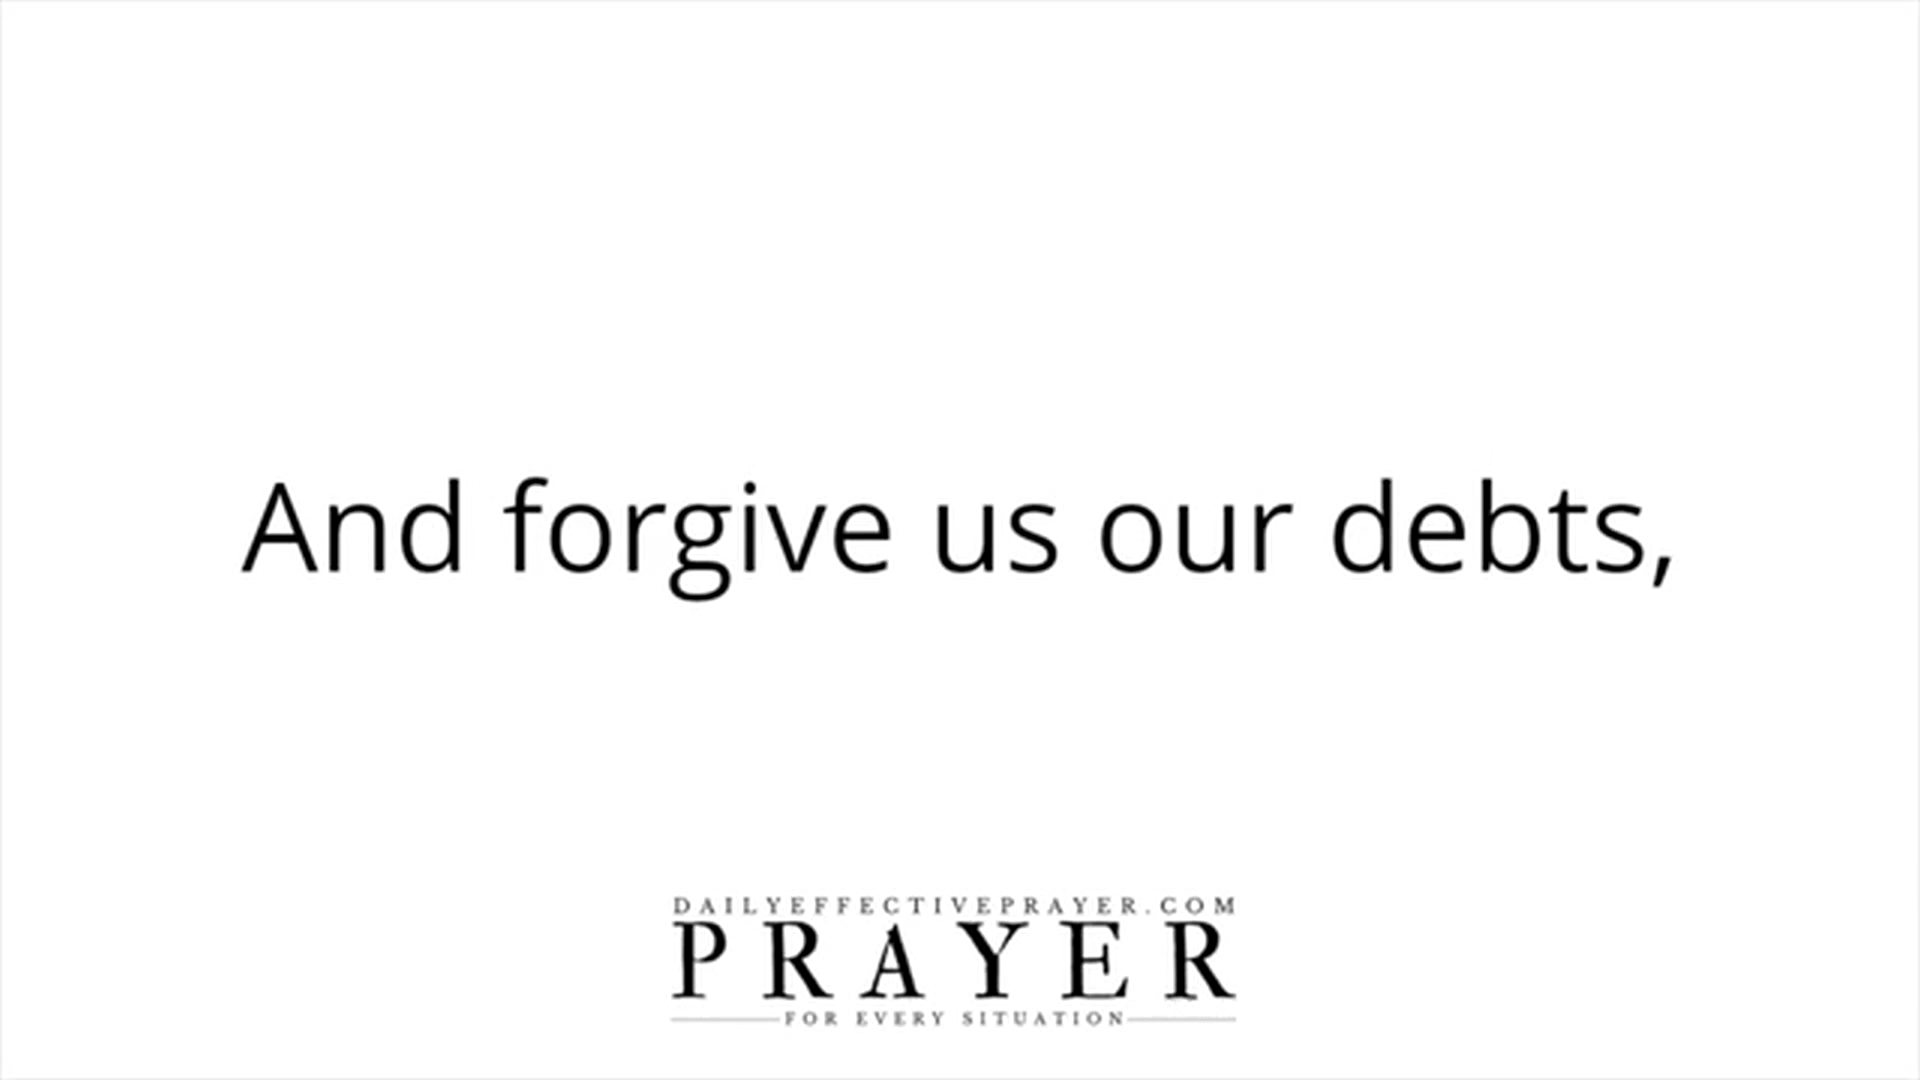 And forgive us our debts,
DAILYEFFECTIVEPRAYER.COM
PRAYER
FOR EVERY SITUATION